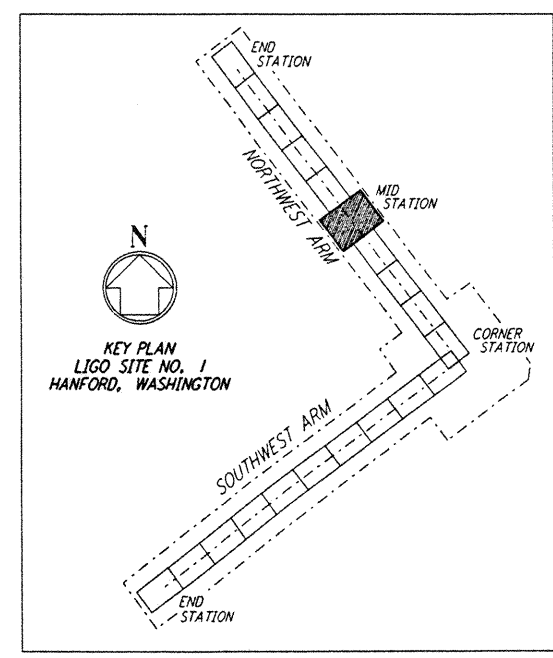 END
STATION
NORTHWEST ARM
MID
STATION
N
KEY PLAN
LIGO SITE NO. 1
HANFORD, WASHINGTON
CORNER
STATION
SOUTHWEST ARM
END
STATION